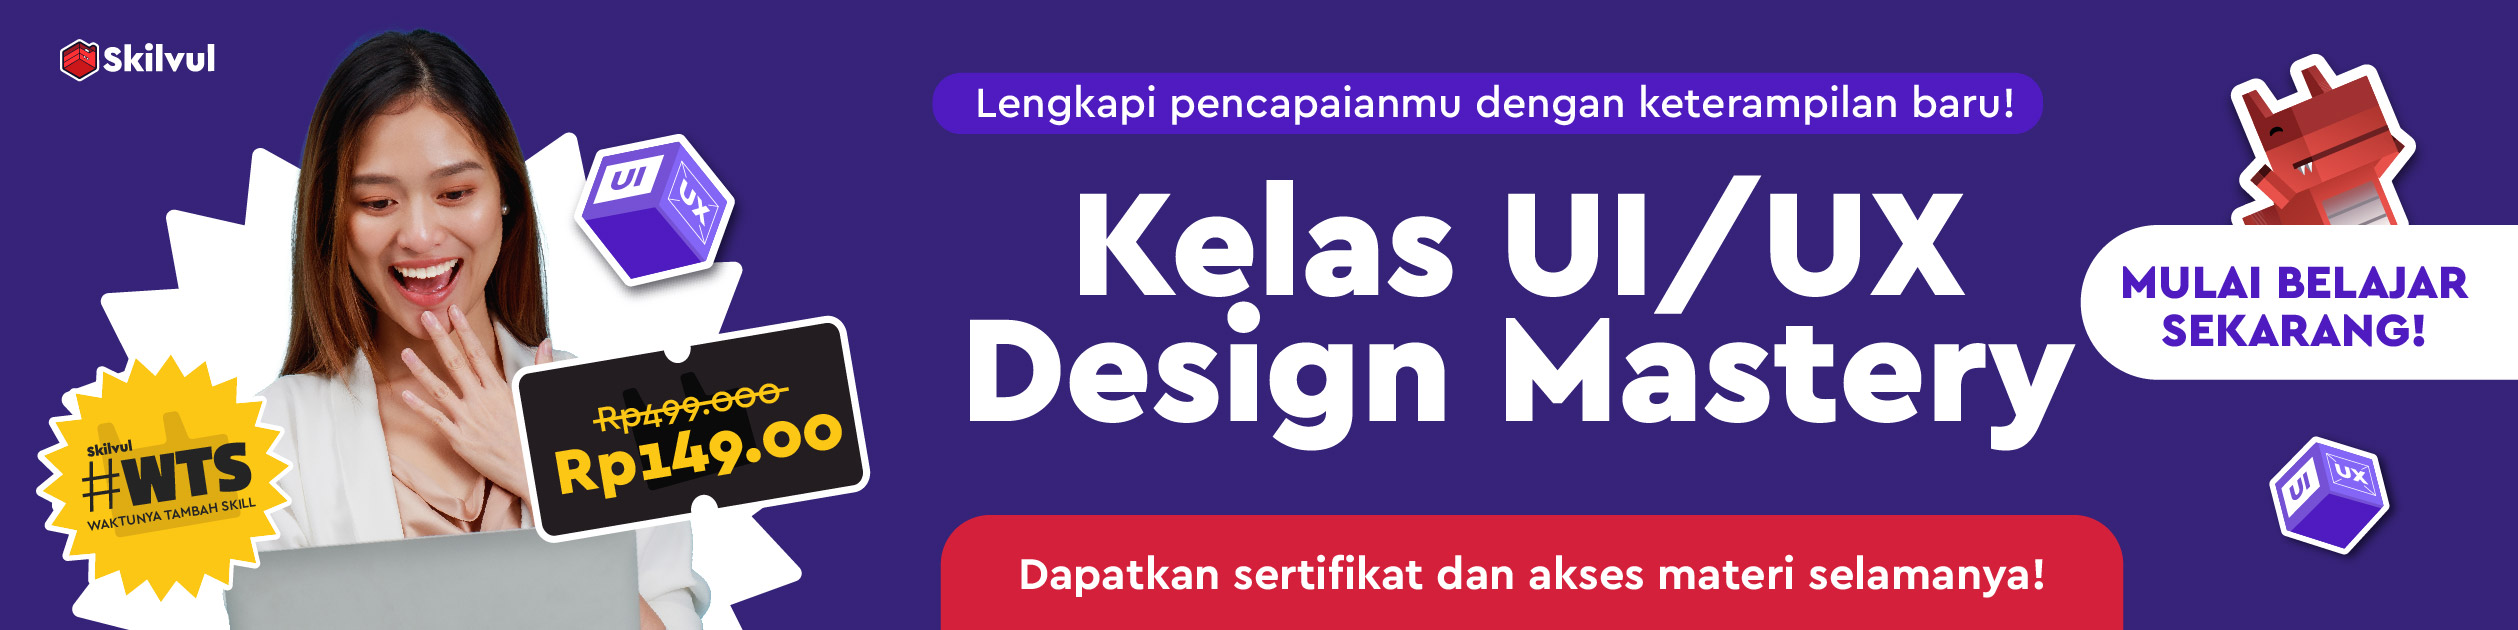 Skilvul
Lengkapi pencapaianmu dengan keterampilan baru!
Kelas UI/UX
Design Mastery
MULAI BELAJAR
SEKARANG!
UI
UX
Rp499.000
Rp149.00
Skilvul
#WTS
WAKTUNYA TAMBAH SKILL
UI
UX
Dapatkan sertifikat dan akses materi selamanya!